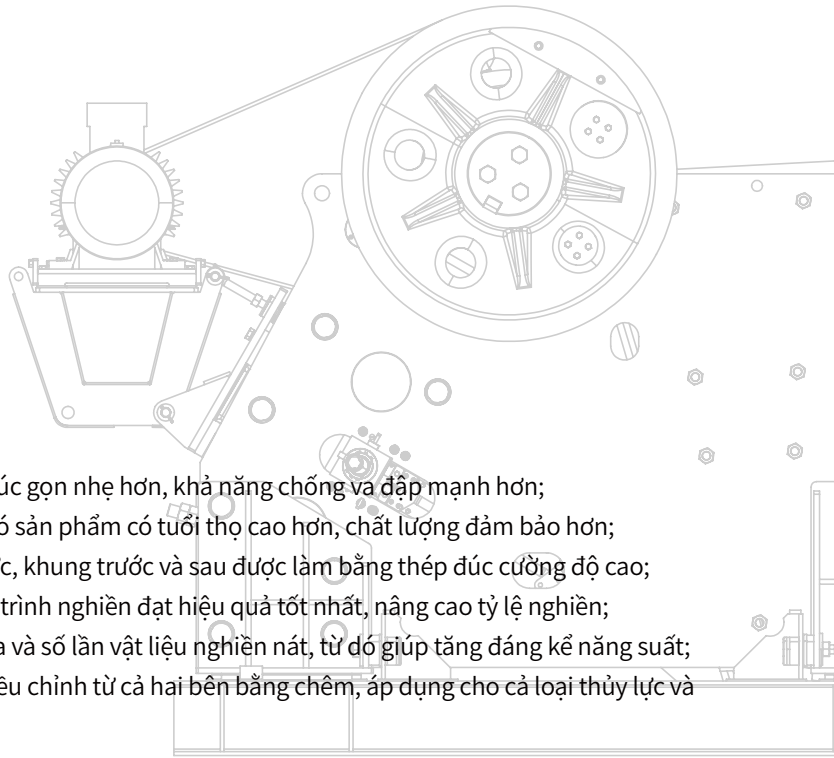 úc gọn nhẹ hơn, khả năng chống va đập mạnh hơn;
ó sản phẩm có tuổi thọ cao hơn, chất lượng đảm bảo hơn;
c, khung trước và sau được làm bằng thép đúc cường độ cao;
trình nghiền đạt hiệu quả tốt nhất, nâng cao tỷ lệ nghiền;
và số lần vật liệu nghiền nát, từ dó giúp tăng đáng kể năng suất;
ều chỉnh từ cả hai bên bằng chêm, áp dụng cho cả loại thủy lực và